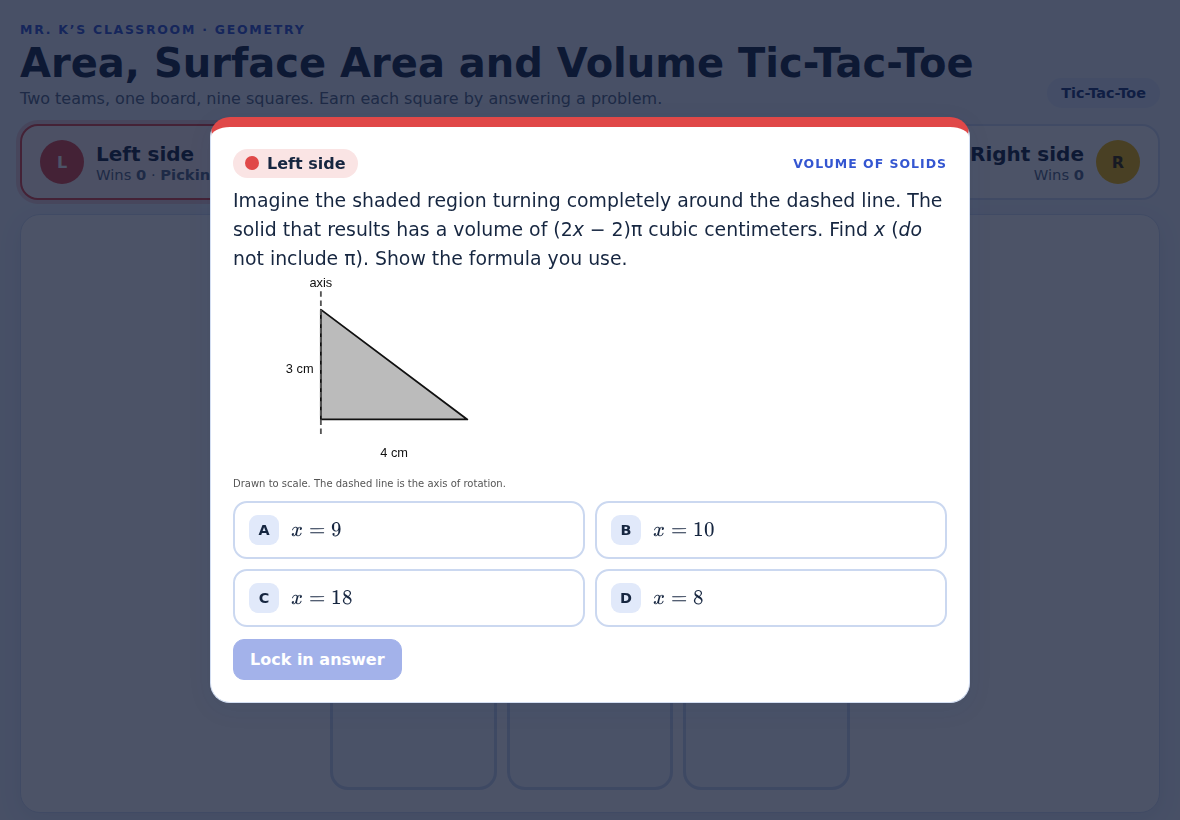 MR. K'S CLASSROOM · GEOMETRY
Area, Surface Area and Volume Tic-Tac-Toe
Two teams, one board, nine squares. Earn each square by answering a problem.
Tic-Tac-Toe
L
Left side
Wins 0 · Pickin
Right side
Wins 0
R
Left side
VOLUME OF SOLIDS
Imagine the shaded region turning completely around the dashed line. The
solid that results has a volume of (2x − 2)π cubic centimeters. Find x (do
not include π). Show the formula you use.
axis
3 cm
4 cm
Drawn to scale. The dashed line is the axis of rotation.
A x = 9
B x = 10
C x = 18
D x = 8
Lock in answer